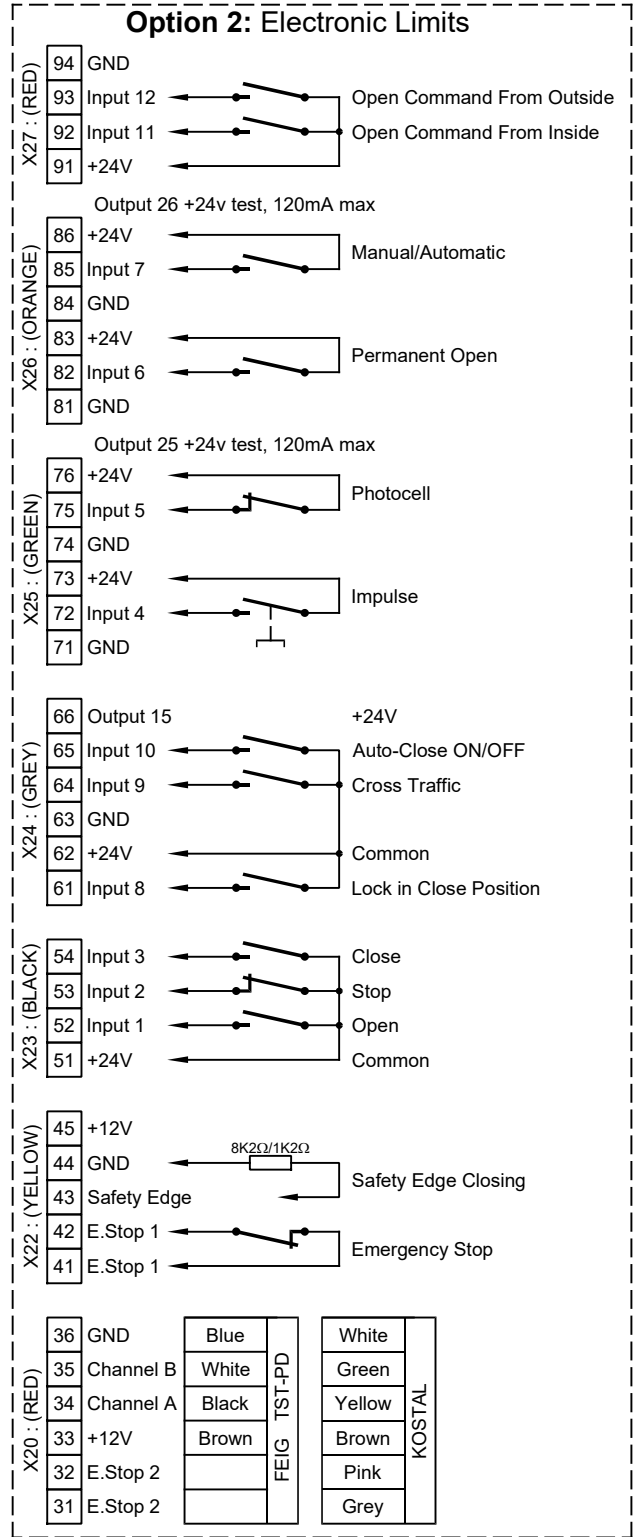 Option 2: Electronic Limits
X27 : (RED)
94 GND
93 Input 12 Open Command From Outside
92 Input 11 Open Command From Inside
91 +24V
Output 26 +24v test, 120mA max
X26 : (ORANGE)
86 +24V
Manual/Automatic
85 Input 7
84 GND
83 +24V
Permanent Open
82 Input 6
81 GND
Output 25 +24v test, 120mA max
X25 : (GREEN)
76 +24V
Photocell
75 Input 5
74 GND
73 +24V
Impulse
72 Input 4
71 GND
X24 : (GREY)
66 Output 15 +24V
65 Input 10 Auto-Close ON/OFF
64 Input 9 Cross Traffic
63 GND
62 +24V Common
61 Input 8 Lock in Close Position
X23 : (BLACK)
54 Input 3 Close
53 Input 2 Stop
52 Input 1 Open
51 +24V Common
X22 : (YELLOW)
45 +12V
8K2Ω/1K2Ω
44 GND
Safety Edge Closing
43 Safety Edge
42 E.Stop 1
Emergency Stop
41 E.Stop 1
X20 : (RED)
36 GND Blue White
35 Channel B White Green
34 Channel A Black Yellow
33 +12V Brown Brown
32 E.Stop 2 Pink
31 E.Stop 2 Grey
FEIG TST-PD
KOSTAL